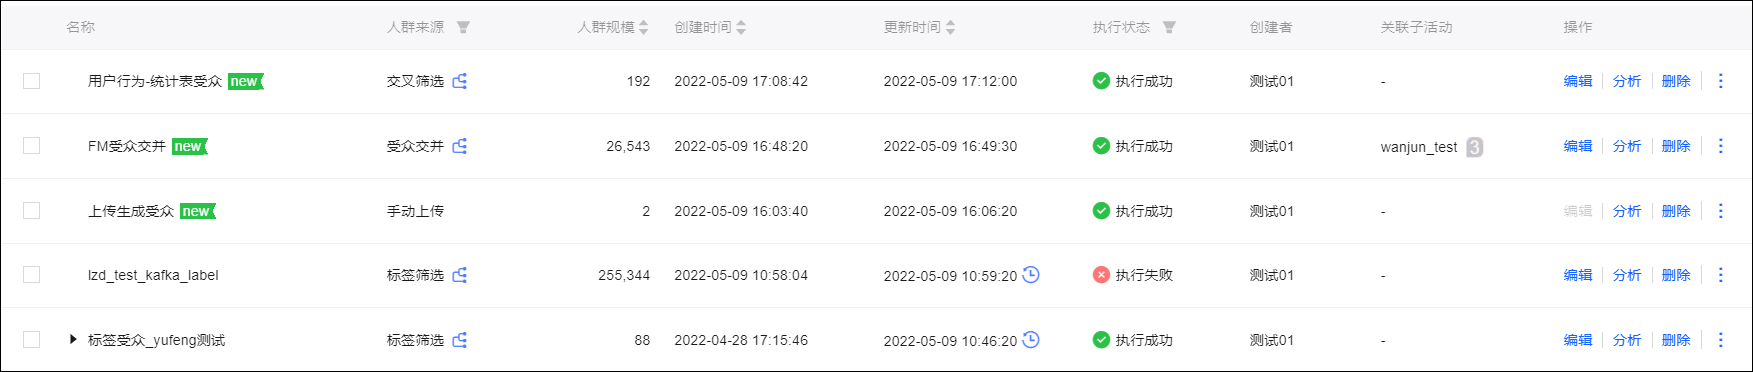 名称 人群来源 人群规模 创建时间 更新时间 执行状态 创建者 关联子活动 操作
用户行为-统计表受众 new 交叉筛选 192 2022-05-09 17:08:42 2022-05-09 17:12:00 执行成功 测试01 - 编辑 分析 删除
FM受众交并 new 受众交并 26,543 2022-05-09 16:48:20 2022-05-09 16:49:30 执行成功 测试01 wanjun_test 3 编辑 分析 删除
上传生成受众 new 手动上传 2 2022-05-09 16:03:40 2022-05-09 16:06:20 执行成功 测试01 - 编辑 分析 删除
lzd_test_kafka_label 标签筛选 255,344 2022-05-09 10:58:04 2022-05-09 10:59:20 执行失败 测试01 - 编辑 分析 删除
标签受众_yufeng测试 标签筛选 88 2022-04-28 17:15:46 2022-05-09 10:46:20 执行成功 测试01 - 编辑 分析 删除